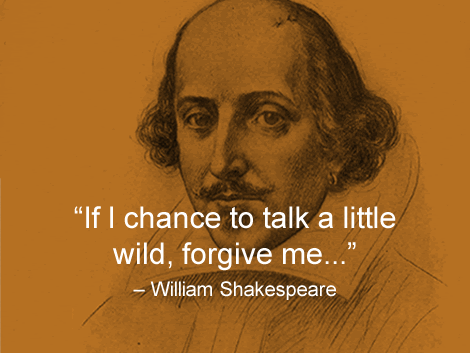 “If I chance to talk a little
wild, forgive me...”
– William Shakespeare